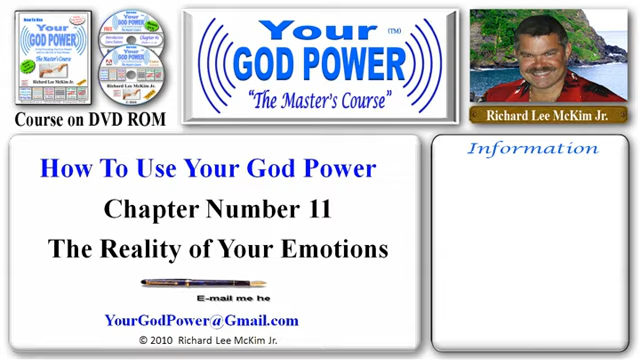 Your
GOD POWER (TM)
"The Master's Course"
Course on DVD ROM
Richard Lee McKim Jr.
How To Use Your God Power
Chapter Number 11
The Reality of Your Emotions
E-mail me he
YourGodPower@Gmail.com
© 2010 Richard Lee McKim Jr.
Information
How To Use
Your
GOD POWER
"The Master's Course"
Richard Lee McKim Jr.